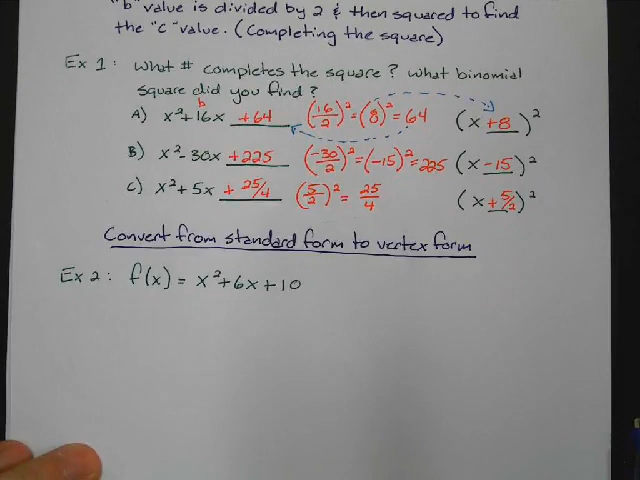 "b" value is divided by 2 & then squared to find
the "c" value. (Completing the square)
Ex 1: What # completes the square? What binomial
square did you find?
b
A) x²+16x +64 (16/2)²=(8)²=64 (x +8)²
B) x²-30x +225 (-30/2)²=(-15)²=225 (x -15)²
C) x²+5x + 25/4 (5/2)²= 25/4 (x +5/2)²
Convert from standard form to vertex form
Ex 2: f(x) = x²+6x+10